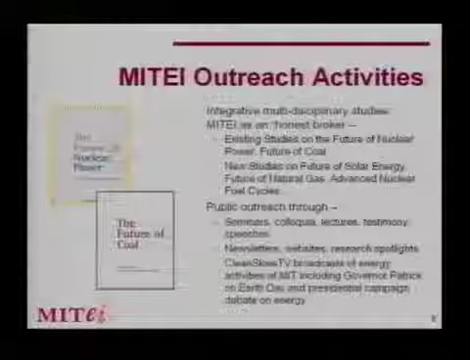 MITEI Outreach Activities
Integrative multi-disciplinary studies:
MITEI as an "honest broker" –
– Existing Studies on the Future of Nuclear
Power, Future of Coal
– New Studies on Future of Solar Energy,
Future of Natural Gas, Advanced Nuclear
Fuel Cycles
Public outreach through –
– Seminars, colloquia, lectures, testimony,
speeches
– Newsletters, websites, research spotlights
– CleanSkiesTV broadcasts of energy
activities at MIT including Governor Patrick
on Earth Day and presidential campaign
debate on energy
The
Future of
Nuclear
Power
The
Future of
Coal
MITei